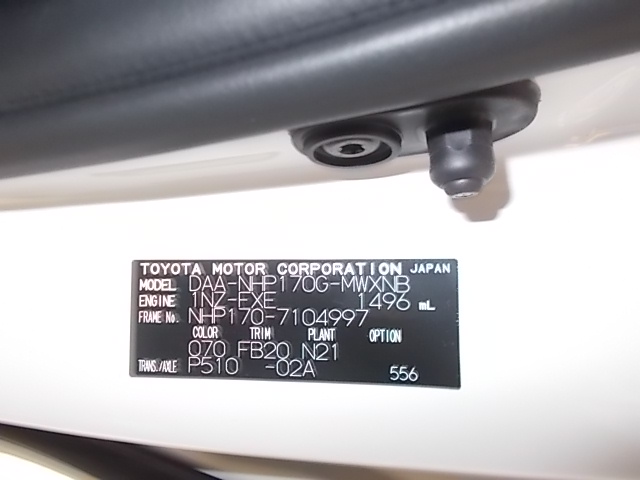 TOYOTA MOTOR CORPORATION JAPAN
MODEL DAA-NHP170G-MWXNB
ENGINE 1NZ-FXE 1496 mL
FRAME No. NHP170-7104997
COLOR TRIM PLANT OPTION
070 FB20 N21
TRANS./AXLE P510 -02A 556